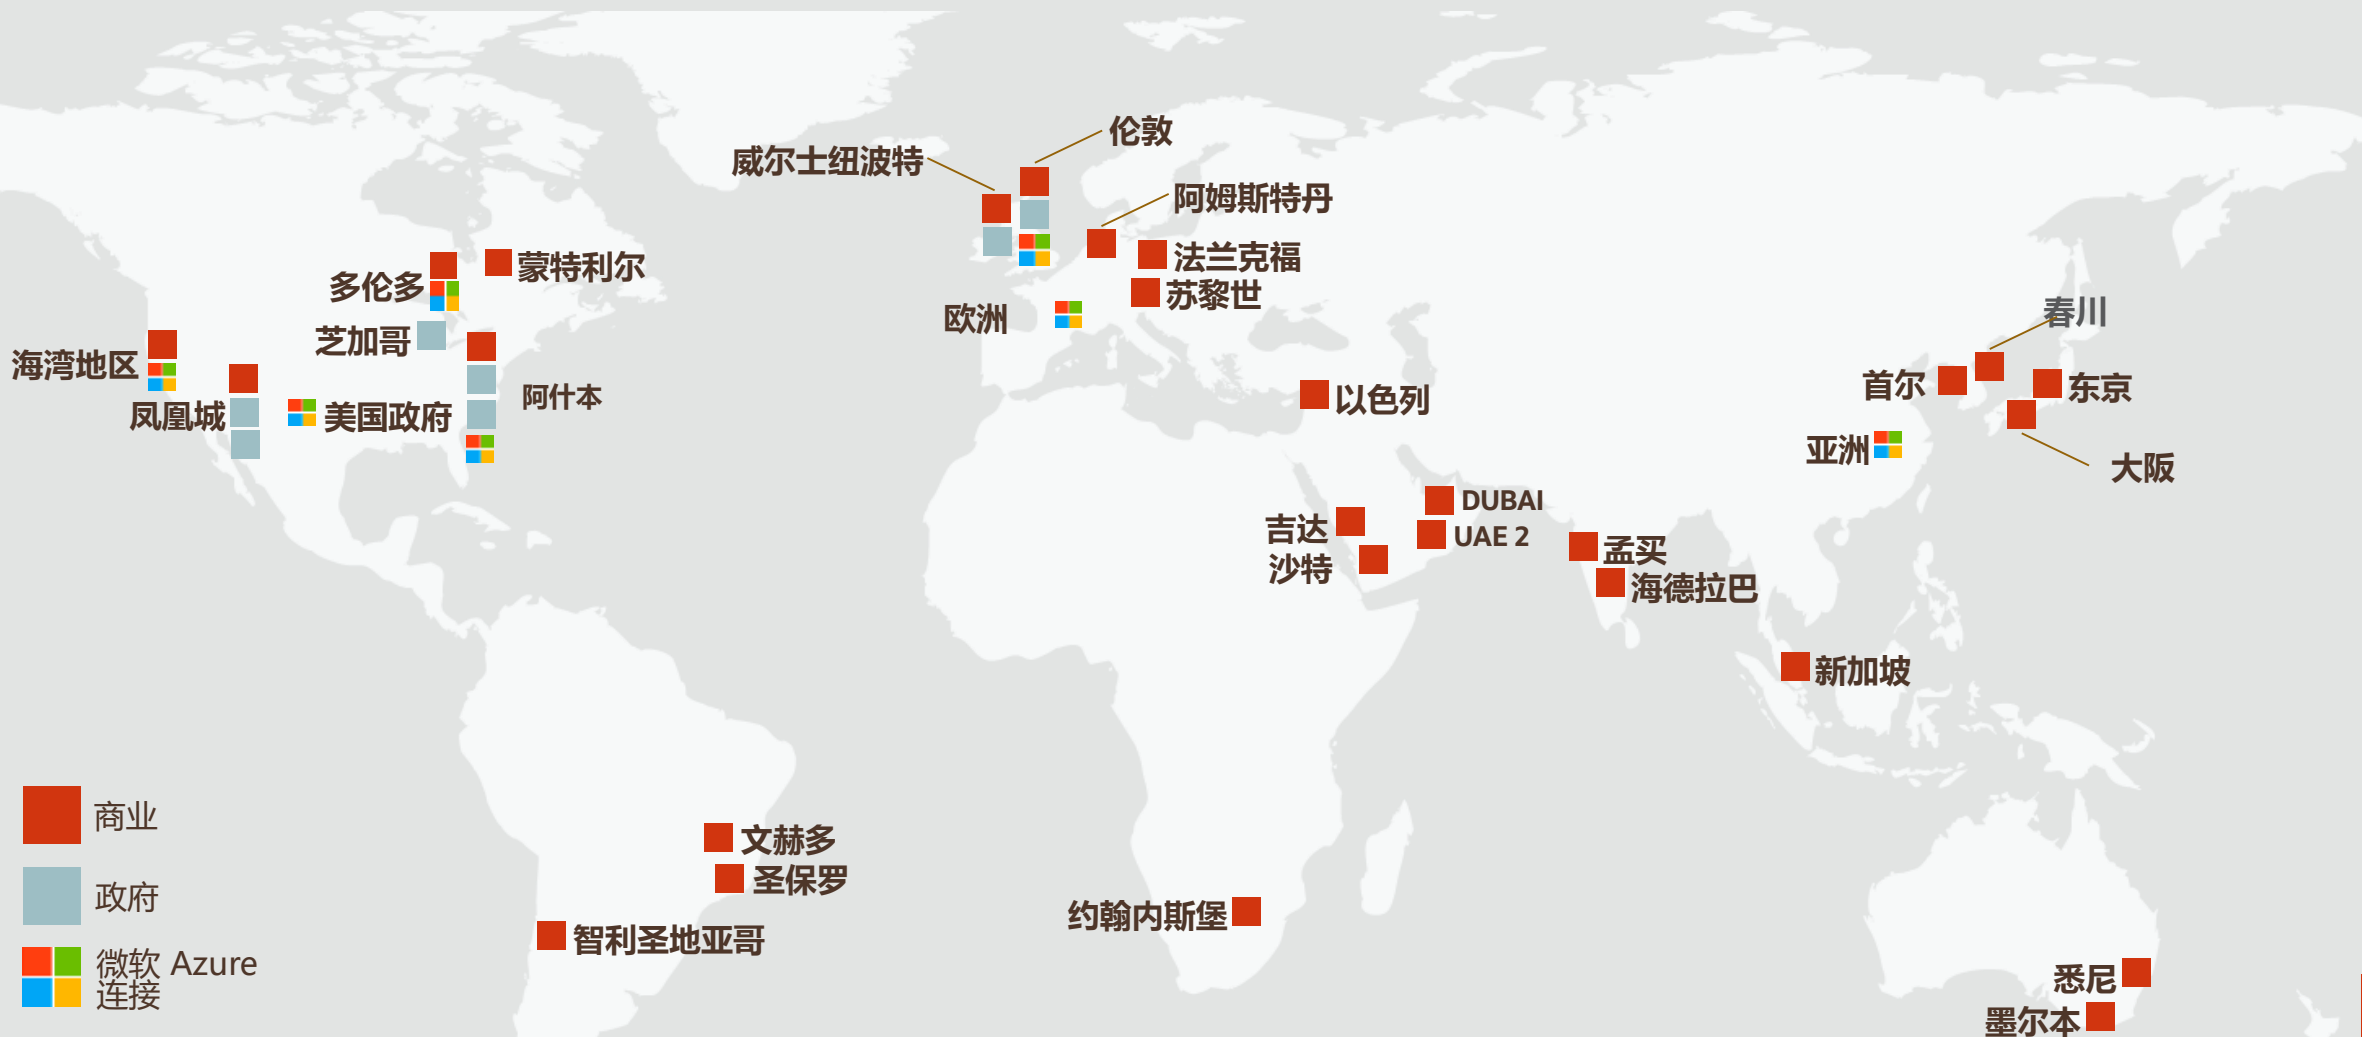 伦敦
威尔士纽波特
阿姆斯特丹
法兰克福
苏黎世
欧洲
蒙特利尔
多伦多
芝加哥
海湾地区
凤凰城
美国政府
阿什本
春川
首尔
东京
以色列
亚洲
大阪
DUBAI
吉达
UAE 2
沙特
孟买
海德拉巴
新加坡
文赫多
圣保罗
智利圣地亚哥
约翰内斯堡
悉尼
墨尔本
商业
政府
微软 Azure
连接